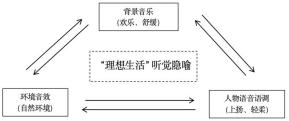 背景音乐
(欢乐、舒缓)
“理想生活”听觉隐喻
环境音效
(自然环境)
人物语音语调
(上扬、轻柔)